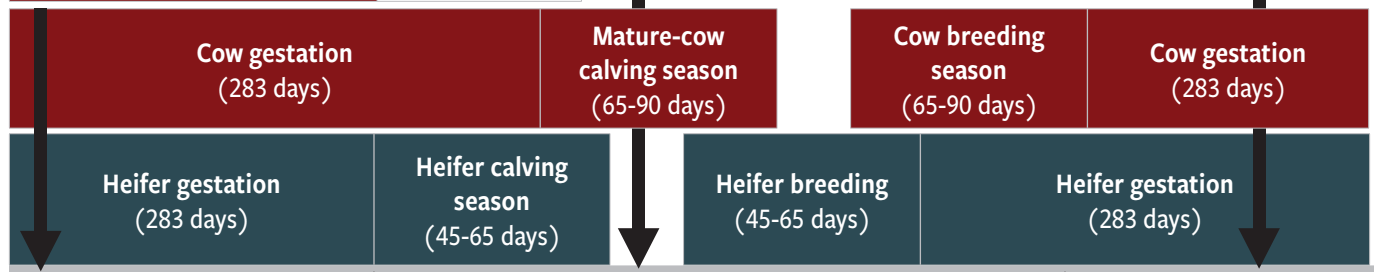 Cow gestation
(283 days)
Mature-cow
calving season
(65-90 days)
Cow breeding
season
(65-90 days)
Cow gestation
(283 days)
Heifer gestation
(283 days)
Heifer calving
season
(45-65 days)
Heifer breeding
(45-65 days)
Heifer gestation
(283 days)